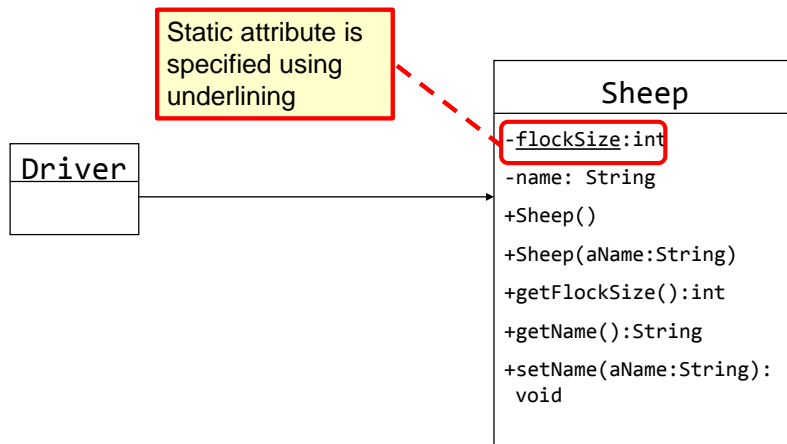 Static attribute is
specified using
underlining
Sheep
-flockSize:int
-name: String
+Sheep()
+Sheep(aName:String)
+getFlockSize():int
+getName():String
+setName(aName:String):
void
Driver